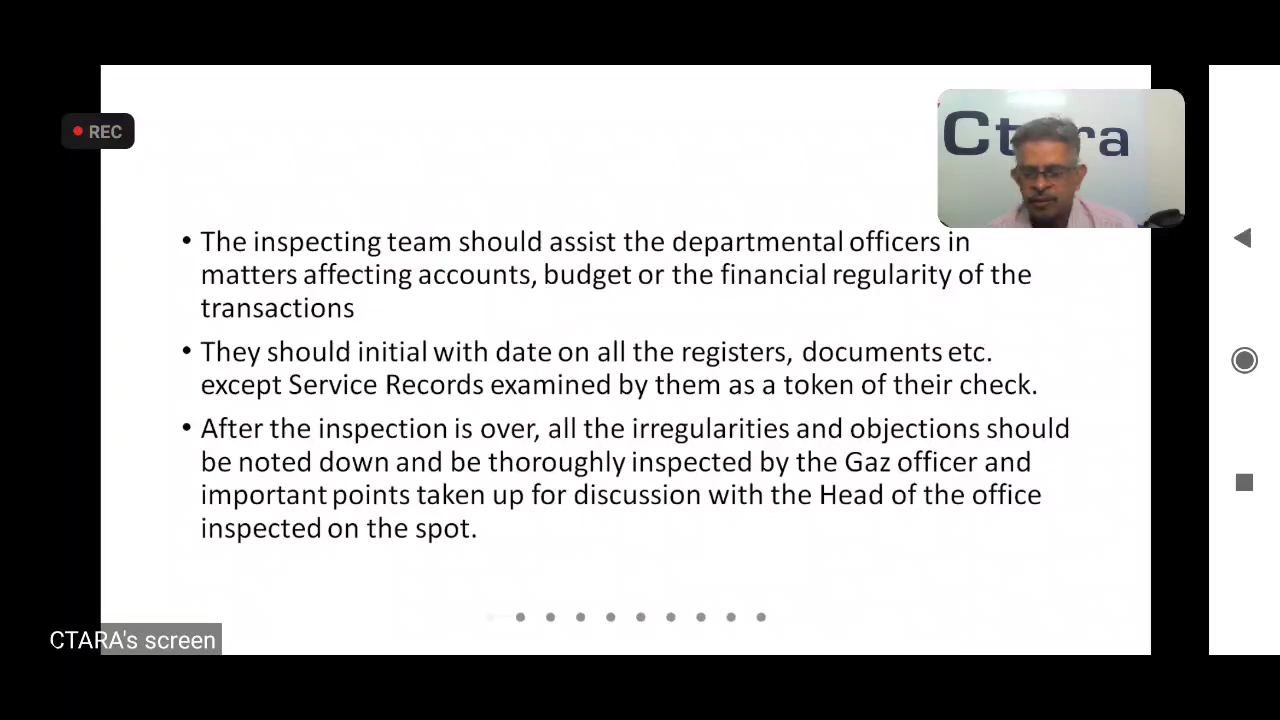 REC
Ct ra
• The inspecting team should assist the departmental officers in
matters affecting accounts, budget or the financial regularity of the
transactions
• They should initial with date on all the registers, documents etc.
except Service Records examined by them as a token of their check.
• After the inspection is over, all the irregularities and objections should
be noted down and be thoroughly inspected by the Gaz officer and
important points taken up for discussion with the Head of the office
inspected on the spot.
CTARA's screen